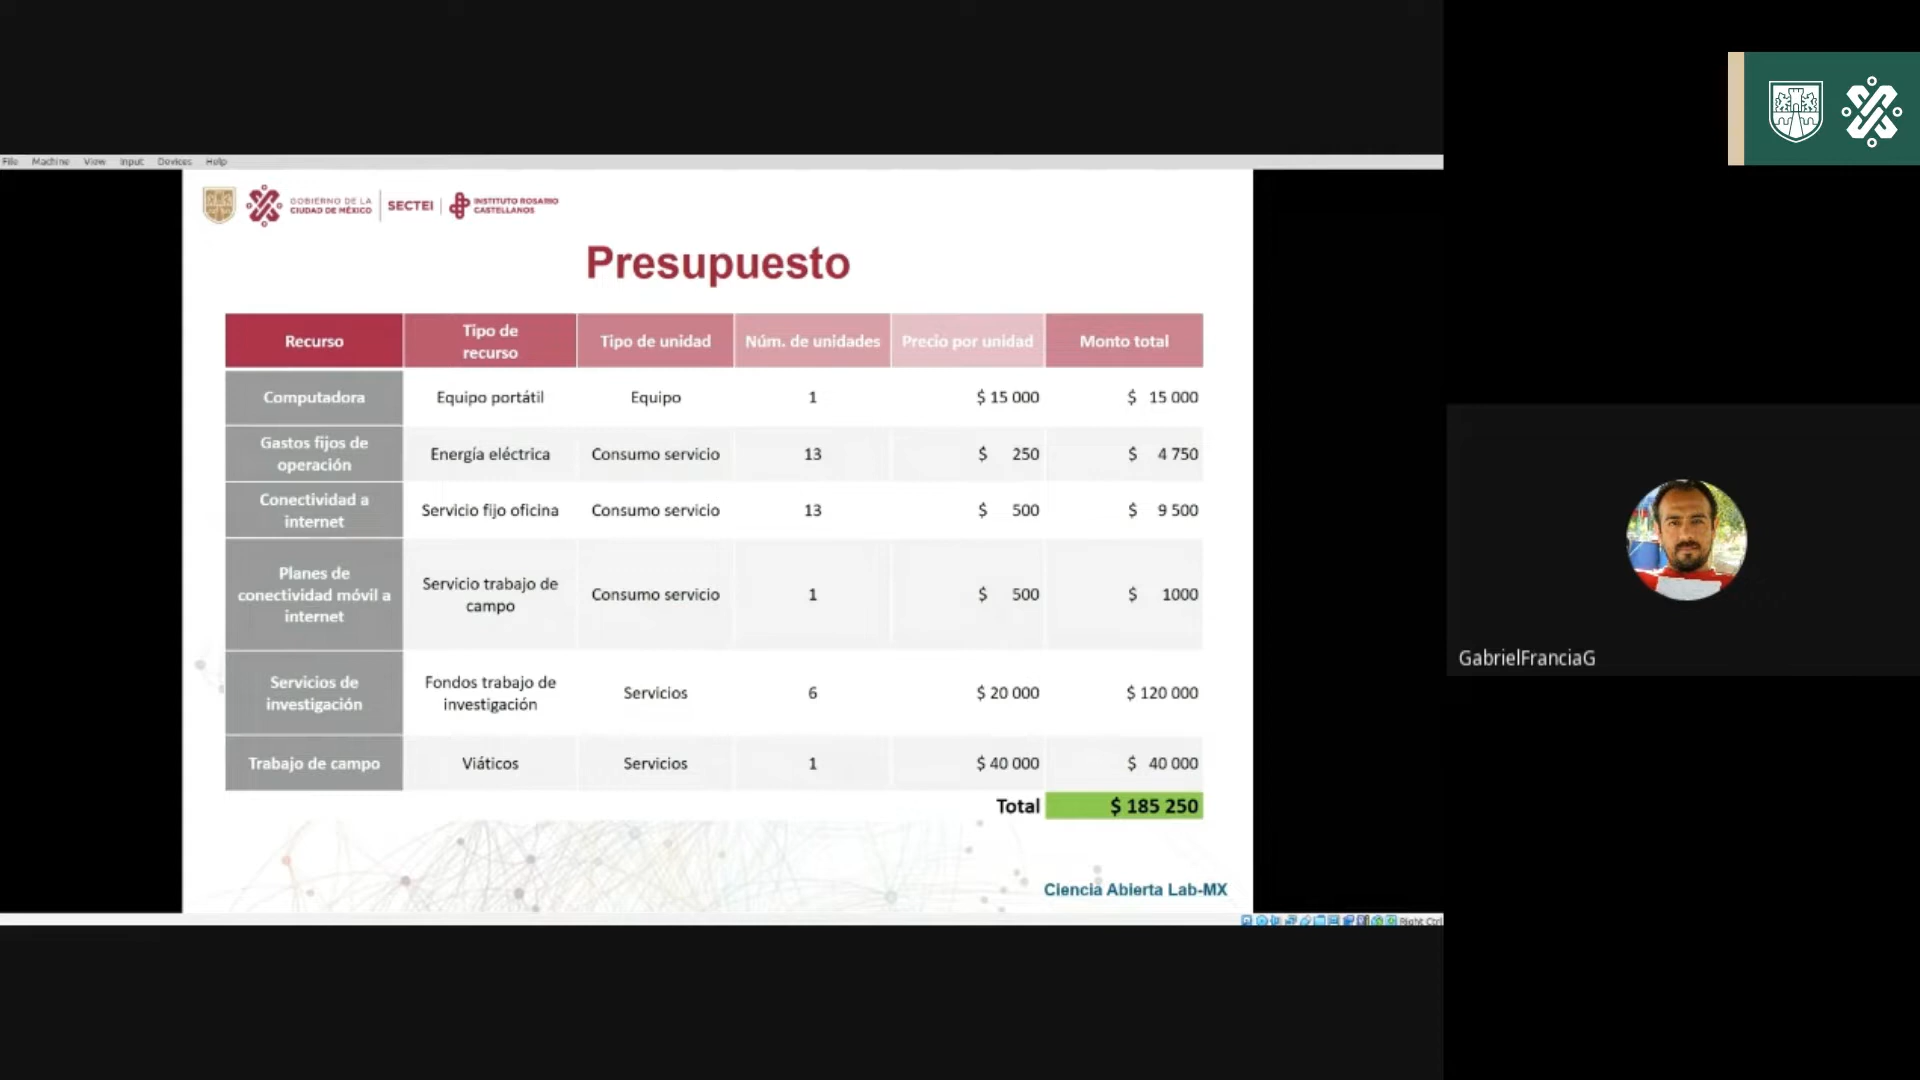 File Machine View Input Devices Help
GOBIERNO DE LA
CIUDAD DE MÉXICO
SECTEI
INSTITUTO ROSARIO
CASTELLANOS
Presupuesto
Recurso
Tipo de
recurso
Tipo de unidad
Núm. de unidades
Precio por unidad
Monto total
Computadora
Equipo portátil
Equipo
1
$ 15 000
$ 15 000
Gastos fijos de
operación
Energía eléctrica
Consumo servicio
13
$ 250
$ 4 750
Conectividad a
internet
Servicio fijo oficina
Consumo servicio
13
$ 500
$ 9 500
Planes de
conectividad móvil a
internet
Servicio trabajo de
campo
Consumo servicio
1
$ 500
$ 1000
Servicios de
investigación
Fondos trabajo de
investigación
Servicios
6
$ 20 000
$ 120 000
Trabajo de campo
Viáticos
Servicios
1
$ 40 000
$ 40 000
Total
$ 185 250
Ciencia Abierta Lab-MX
Right Ctrl
GabrielFranciaG